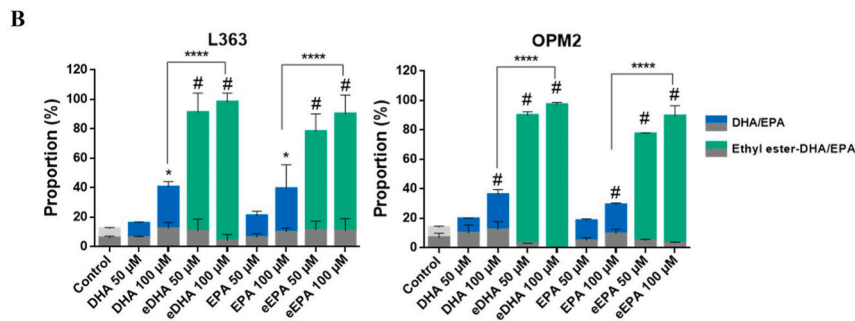 B
L363
Proportion (%)
120
100
80
60
40
20
0
****
****
*
#
#
*
#
#
Control
DHA 50 μM
DHA 100 μM
eDHA 50 μM
eDHA 100 μM
EPA 50 μM
EPA 100 μM
eEPA 50 μM
eEPA 100 μM
OPM2
Proportion (%)
120
100
80
60
40
20
0
****
****
#
#
#
#
#
#
Control
DHA 50 μM
DHA 100 μM
eDHA 50 μM
eDHA 100 μM
EPA 50 μM
EPA 100 μM
eEPA 50 μM
eEPA 100 μM
DHA/EPA
Ethyl ester-DHA/EPA